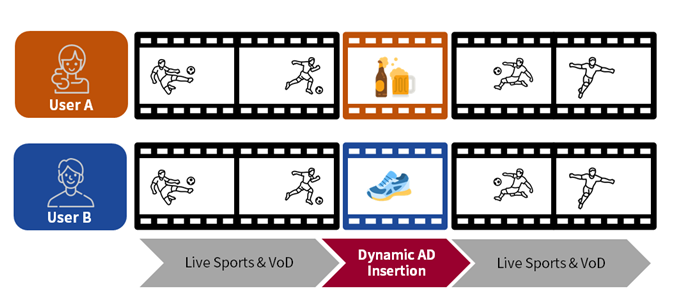 User A
User B
Live Sports & VoD
Dynamic AD
Insertion
Live Sports & VoD